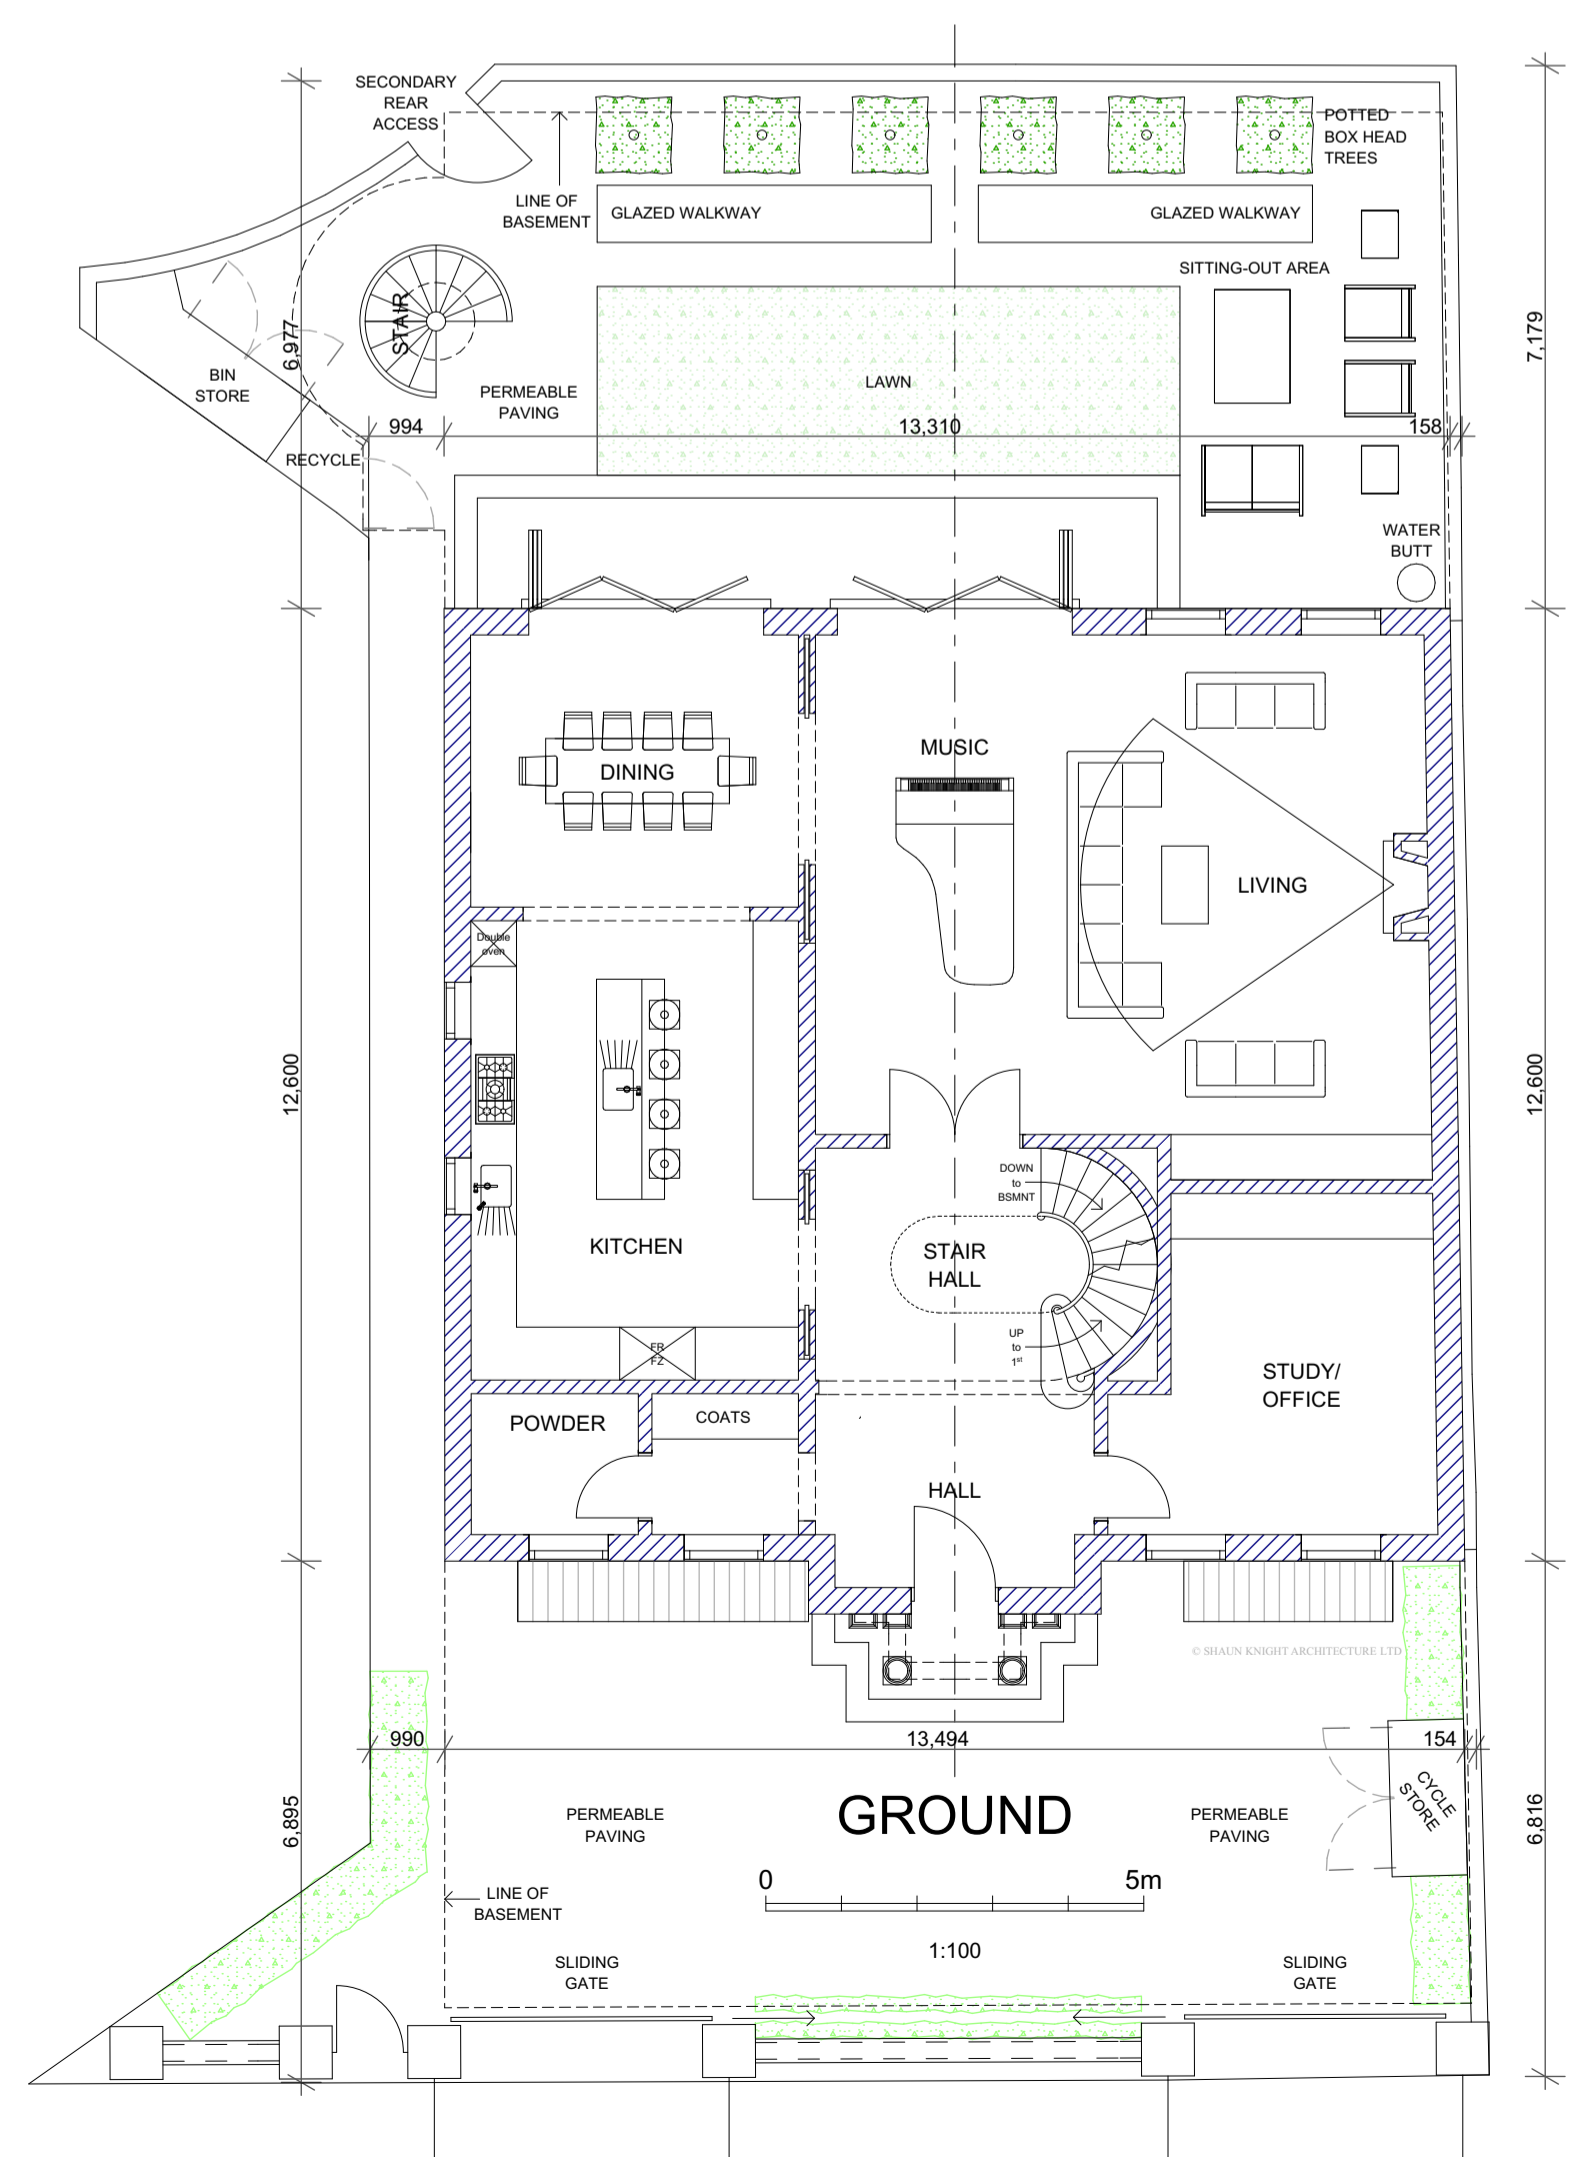 SECONDARY
REAR
ACCESS
POTTED
BOX HEAD
TREES
LINE OF
BASEMENT
GLAZED WALKWAY
GLAZED WALKWAY
SITTING-OUT AREA
STAIR
6,977
7,179
BIN
STORE
PERMEABLE
PAVING
LAWN
994
13,310
158
RECYCLE
WATER
BUTT
MUSIC
DINING
LIVING
Double
oven
12,600
12,600
DOWN
to
BSMNT
KITCHEN
STAIR
HALL
UP
to
1st
FR
FZ
STUDY/
OFFICE
POWDER
COATS
HALL
© SHAUN KNIGHT ARCHITECTURE LTD
990
13,494
154
CYCLE
STORE
6,895
6,816
PERMEABLE
PAVING
GROUND
PERMEABLE
PAVING
0 5m
LINE OF
BASEMENT
1:100
SLIDING
GATE
SLIDING
GATE